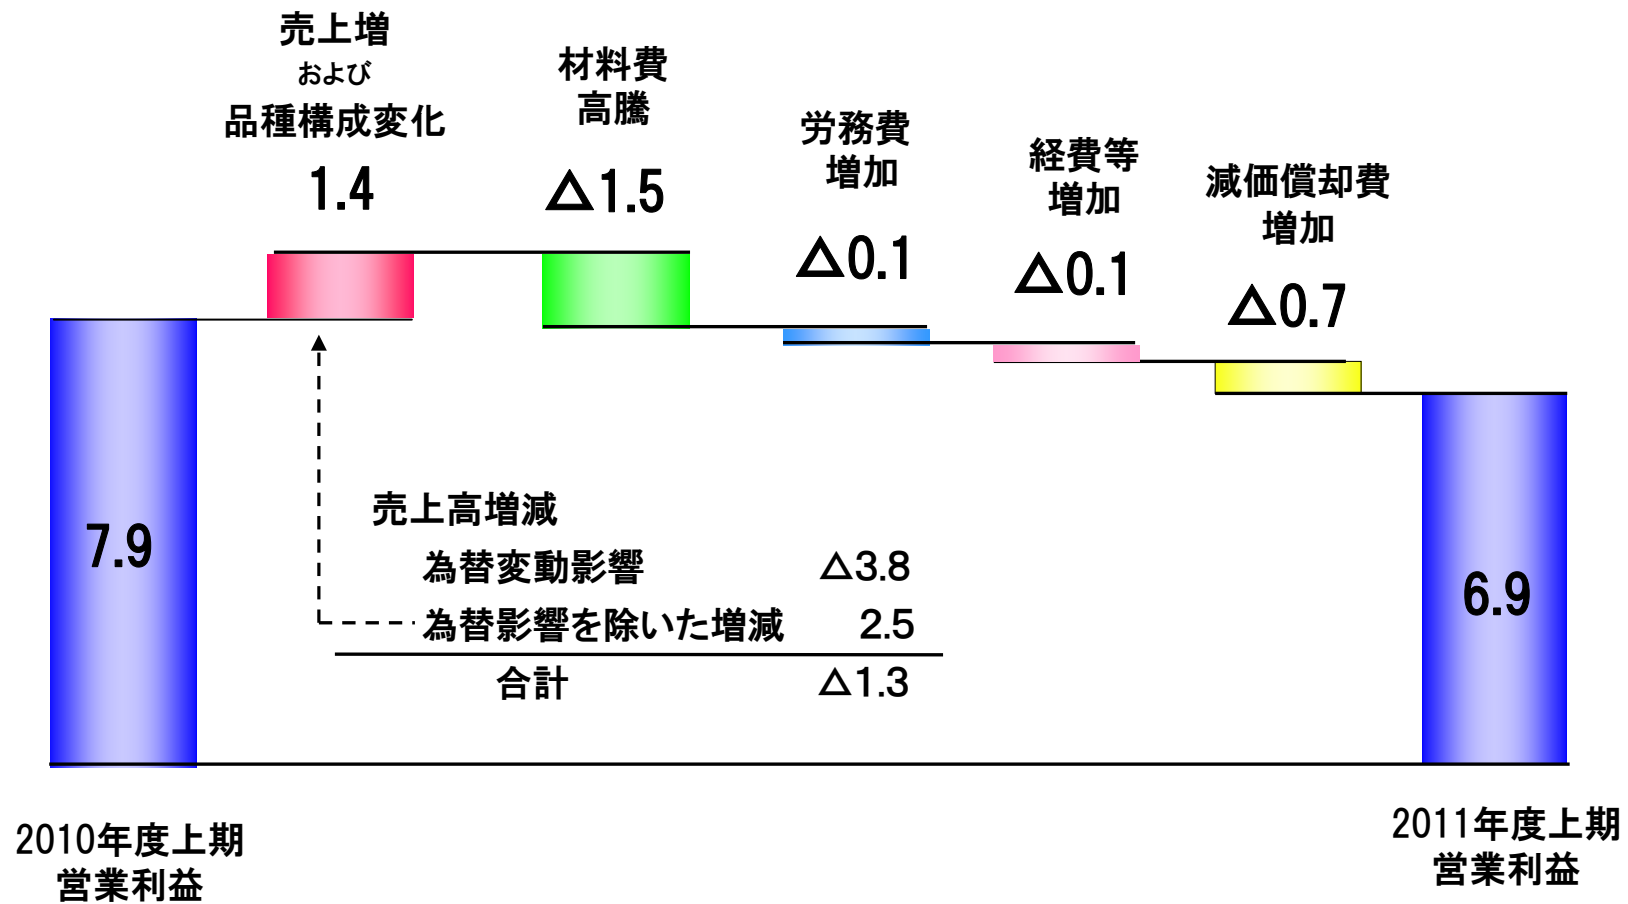 売上増
および
品種構成変化
1.4
材料費
高騰
△1.5
労務費
増加
△0.1
経費等
増加
△0.1
減価償却費
増加
△0.7
7.9
売上高増減
為替変動影響 △3.8
為替影響を除いた増減 2.5
合計 △1.3
6.9
2010年度上期
営業利益
2011年度上期
営業利益